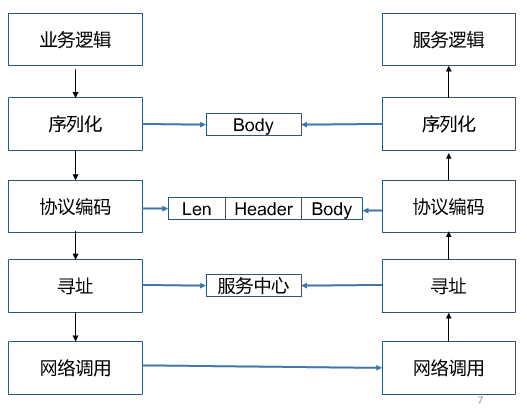 业务逻辑
服务逻辑
序列化
Body
序列化
协议编码
Len Header Body
协议编码
寻址
服务中心
寻址
网络调用
网络调用
7